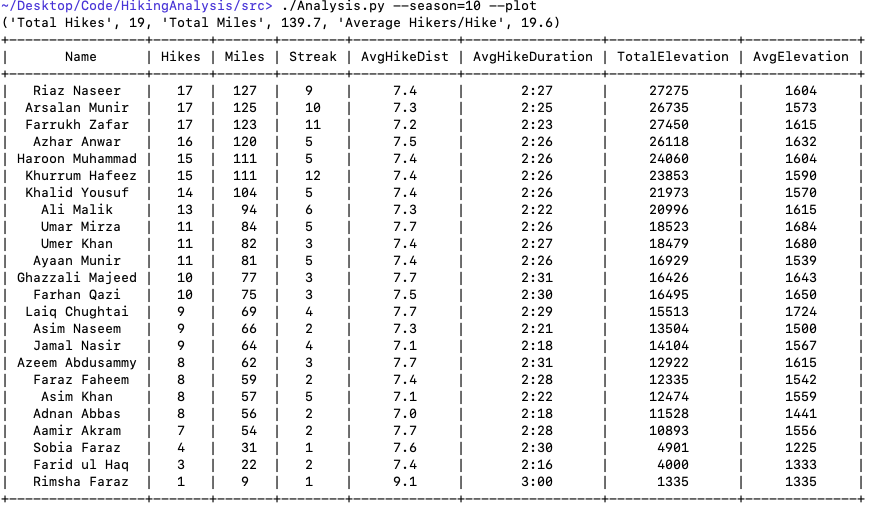 ~/Desktop/Code/HikingAnalysis/src> ./Analysis.py --season=10 --plot
('Total Hikes', 19, 'Total Miles', 139.7, 'Average Hikers/Hike', 19.6)
+------------------+-------+-------+--------+-------------+-----------------+----------------+--------------+
| Name | Hikes | Miles | Streak | AvgHikeDist | AvgHikeDuration | TotalElevation | AvgElevation |
+------------------+-------+-------+--------+-------------+-----------------+----------------+--------------+
| Riaz Naseer | 17 | 127 | 9 | 7.4 | 2:27 | 27275 | 1604 |
| Arsalan Munir | 17 | 125 | 10 | 7.3 | 2:25 | 26735 | 1573 |
| Farrukh Zafar | 17 | 123 | 11 | 7.2 | 2:23 | 27450 | 1615 |
| Azhar Anwar | 16 | 120 | 5 | 7.5 | 2:26 | 26118 | 1632 |
| Haroon Muhammad | 15 | 111 | 5 | 7.4 | 2:26 | 24060 | 1604 |
| Khurrum Hafeez | 15 | 111 | 12 | 7.4 | 2:26 | 23853 | 1590 |
| Khalid Yousuf | 14 | 104 | 5 | 7.4 | 2:26 | 21973 | 1570 |
| Ali Malik | 13 | 94 | 6 | 7.3 | 2:22 | 20996 | 1615 |
| Umar Mirza | 11 | 84 | 5 | 7.7 | 2:26 | 18523 | 1684 |
| Umer Khan | 11 | 82 | 3 | 7.4 | 2:27 | 18479 | 1680 |
| Ayaan Munir | 11 | 81 | 5 | 7.4 | 2:26 | 16929 | 1539 |
| Ghazzali Majeed | 10 | 77 | 3 | 7.7 | 2:31 | 16426 | 1643 |
| Farhan Qazi | 10 | 75 | 3 | 7.5 | 2:30 | 16495 | 1650 |
| Laiq Chughtai | 9 | 69 | 4 | 7.7 | 2:29 | 15513 | 1724 |
| Asim Naseem | 9 | 66 | 2 | 7.3 | 2:21 | 13504 | 1500 |
| Jamal Nasir | 9 | 64 | 4 | 7.1 | 2:18 | 14104 | 1567 |
| Azeem Abdusammy | 8 | 62 | 3 | 7.7 | 2:31 | 12922 | 1615 |
| Faraz Faheem | 8 | 59 | 2 | 7.4 | 2:28 | 12335 | 1542 |
| Asim Khan | 8 | 57 | 5 | 7.1 | 2:22 | 12474 | 1559 |
| Adnan Abbas | 8 | 56 | 2 | 7.0 | 2:18 | 11528 | 1441 |
| Aamir Akram | 7 | 54 | 2 | 7.7 | 2:28 | 10893 | 1556 |
| Sobia Faraz | 4 | 31 | 1 | 7.6 | 2:30 | 4901 | 1225 |
| Farid ul Haq | 3 | 22 | 2 | 7.4 | 2:16 | 4000 | 1333 |
| Rimsha Faraz | 1 | 9 | 1 | 9.1 | 3:00 | 1335 | 1335 |
+------------------+-------+-------+--------+-------------+-----------------+----------------+--------------+